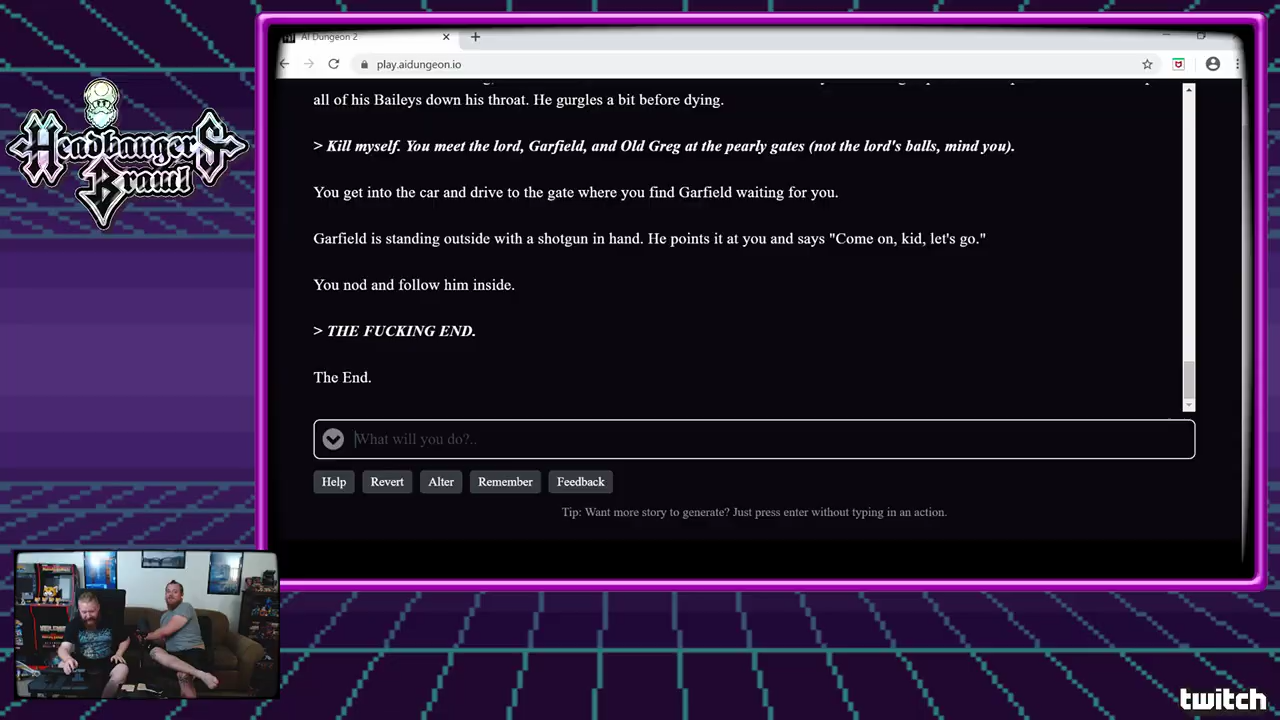 AI Dungeon 2
play.aidungeon.io
all of his Baileys down his throat. He gurgles a bit before dying.
> Kill myself. You meet the lord, Garfield, and Old Greg at the pearly gates (not the lord's balls, mind you).
You get into the car and drive to the gate where you find Garfield waiting for you.
Garfield is standing outside with a shotgun in hand. He points it at you and says "Come on, kid, let's go."
You nod and follow him inside.
> THE FUCKING END.
The End.
What will you do?..
Help Revert Alter Remember Feedback
Tip: Want more story to generate? Just press enter without typing in an action.
Headbangers
Brawl
twitch